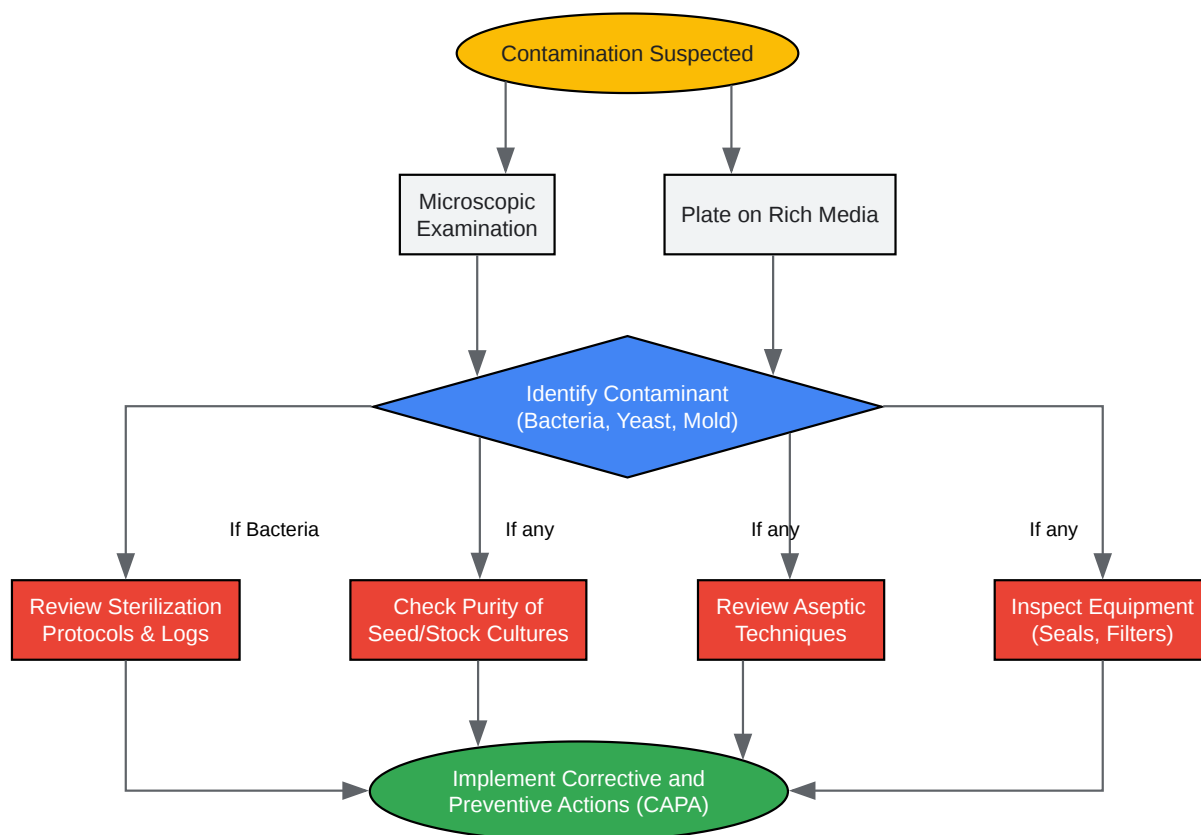 Contamination Suspected
Microscopic
Examination
Plate on Rich Media
Identify Contaminant
(Bacteria, Yeast, Mold)
If Bacteria
If any
If any
If any
Review Sterilization
Protocols & Logs
Check Purity of
Seed/Stock Cultures
Review Aseptic
Techniques
Inspect Equipment
(Seals, Filters)
Implement Corrective and
Preventive Actions (CAPA)